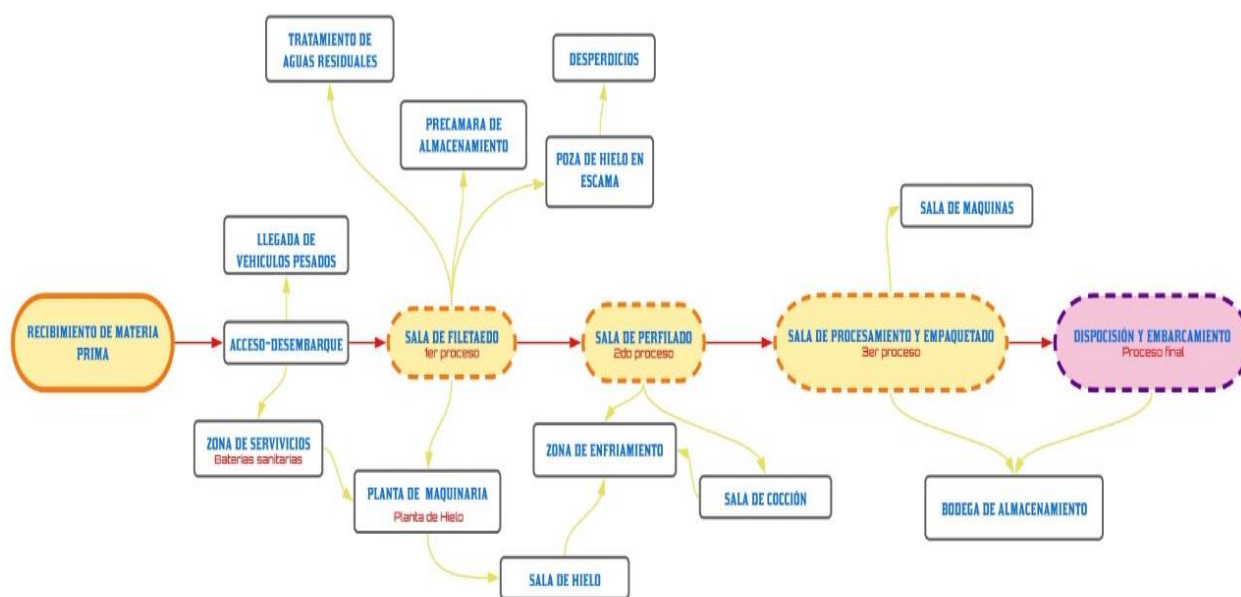 TRATAMIENTO DE
AGUAS RESIDUALES
DESPERDICIOS
PRECAMARA DE
ALMACENAMIENTO
POZA DE HIELO EN
ESCAMA
SALA DE MAQUINAS
LLEGADA DE
VEHICULOS PESADOS
RECIBIMIENTO DE MATERIA
PRIMA
ACCESO-DESEMBARQUE
SALA DE FILETAEDO
1er proceso
SALA DE PERFILADO
2do proceso
SALA DE PROCESAMIENTO Y EMPAQUETADO
3er proceso
DISPOCISIÓN Y EMBARCAMIENTO
Proceso final
ZONA DE SERVIVICIOS
Baterias sanitarias
ZONA DE ENFRIAMIENTO
PLANTA DE MAQUINARIA
Planta de Hielo
SALA DE COCCIÓN
BODEGA DE ALMACENAMIENTO
SALA DE HIELO